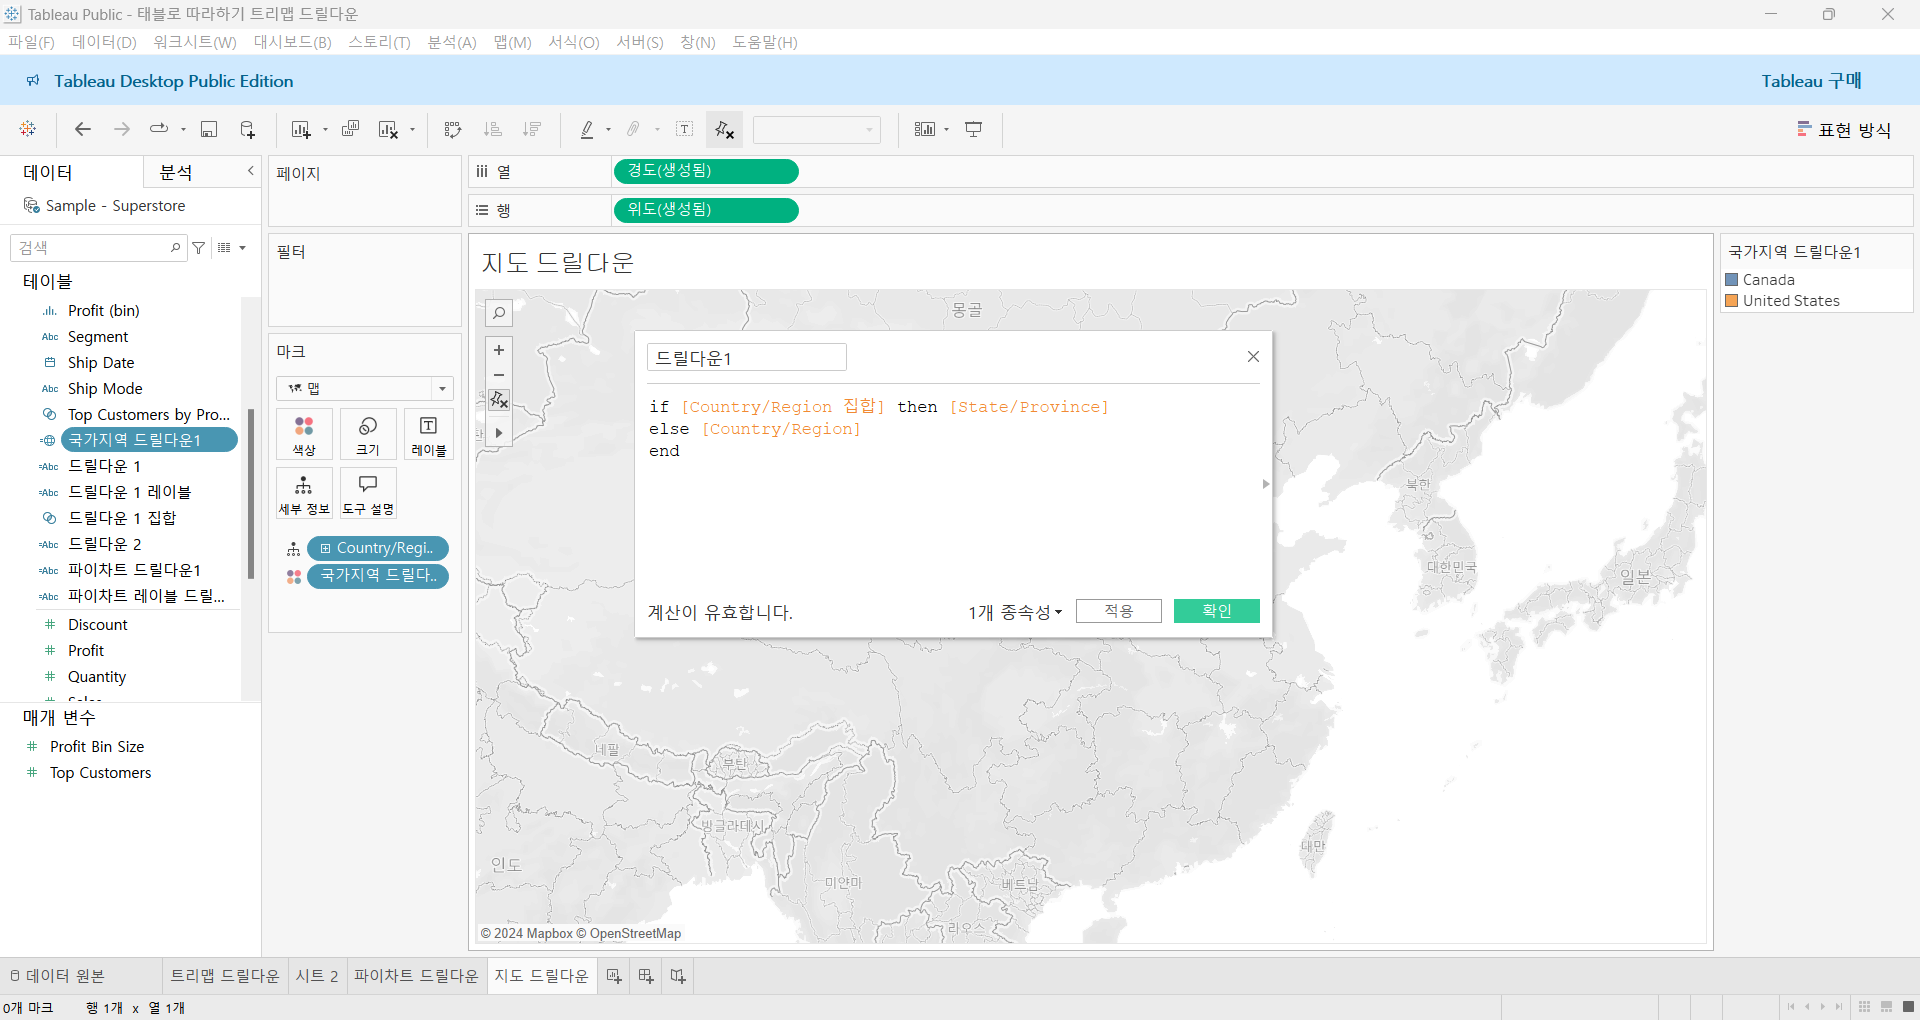 Tableau Public - 태블로 따라하기 트리맵 드릴다운
파일(F) 데이터(D) 워크시트(W) 대시보드(B) 스토리(T) 분석(A) 맵(M) 서식(O) 서버(S) 창(N) 도움말(H)
Tableau Desktop Public Edition
Tableau 구매
표현 방식
데이터 분석
Sample - Superstore
검색
테이블
Profit (bin)
Abc Segment
Ship Date
Abc Ship Mode
Top Customers by Pro...
국가지역 드릴다운1
=Abc 드릴다운 1
=Abc 드릴다운 1 레이블
드릴다운 1 집합
=Abc 드릴다운 2
=Abc 파이차트 드릴다운1
=Abc 파이차트 레이블 드릴...
# Discount
# Profit
# Quantity
# Sales
매개 변수
# Profit Bin Size
# Top Customers
페이지
필터
마크
맵
색상
크기
레이블
세부 정보
도구 설명
Country/Regi..
국가지역 드릴다..
열
경도(생성됨)
행
위도(생성됨)
지도 드릴다운
몽골
드릴다운1
if [Country/Region 집합] then [State/Province]
else [Country/Region]
end
계산이 유효합니다.
1개 종속성
적용
확인
북한
대한민국
일본
네팔
부탄
방글라데시
인도
미얀마
베트남
라우스
대만
© 2024 Mapbox © OpenStreetMap
국가지역 드릴다운1
Canada
United States
데이터 원본
트리맵 드릴다운
시트 2
파이차트 드릴다운
지도 드릴다운
0개 마크
행 1개 x 열 1개